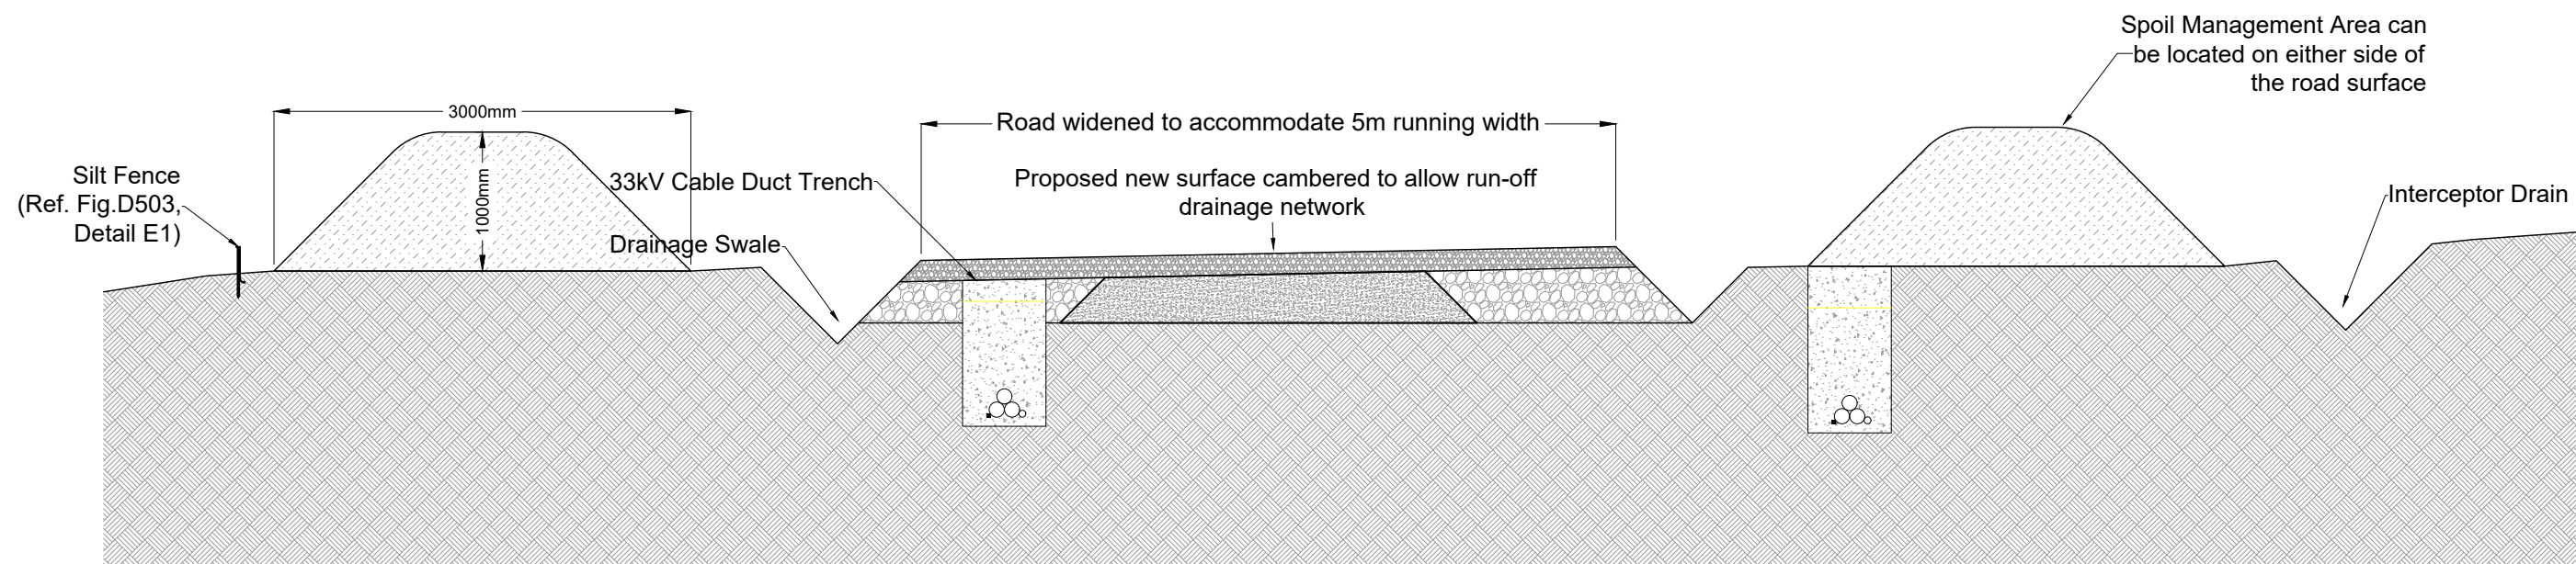 Spoil Management Area can
be located on either side of
the road surface
3000mm
Road widened to accommodate 5m running width
Silt Fence
(Ref. Fig.D503,
Detail E1)
1000mm
33kV Cable Duct Trench
Proposed new surface cambered to allow run-off
drainage network
Interceptor Drain
Drainage Swale